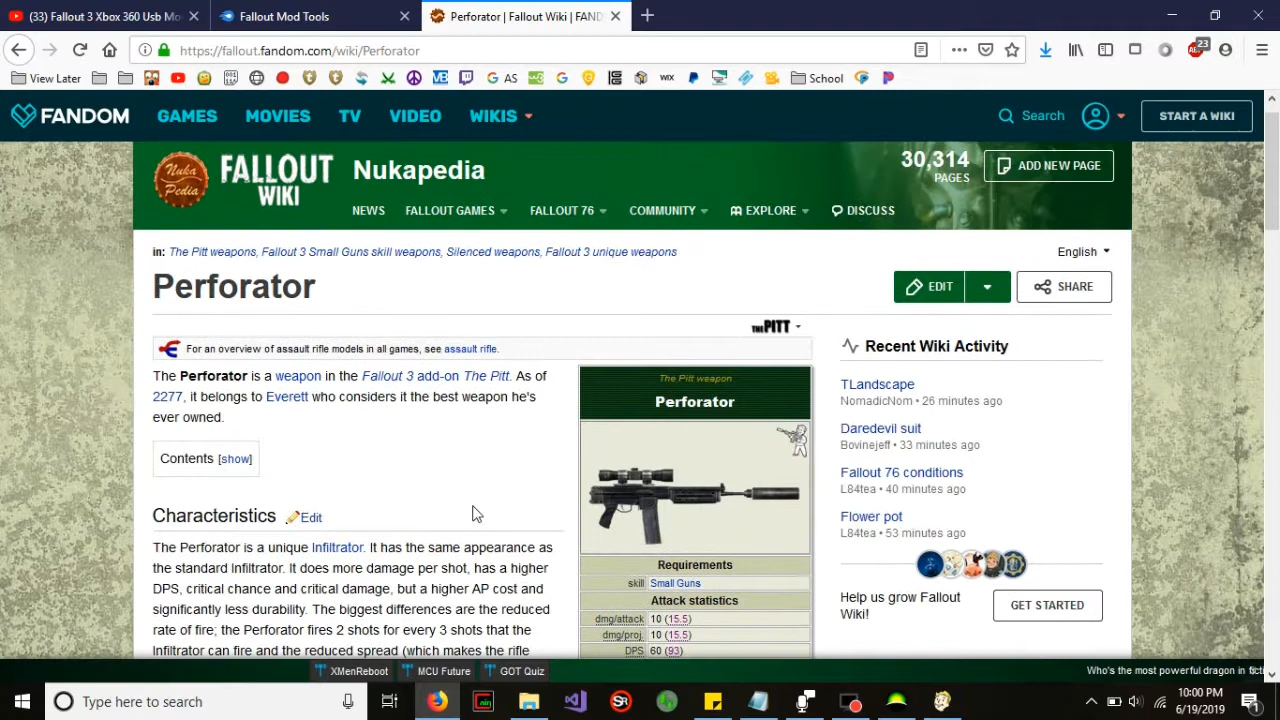 (33) Fallout 3 Xbox 360 Usb Mo
Fallout Mod Tools
Perforator | Fallout Wiki | FAND
https://fallout.fandom.com/wiki/Perforator
23
View Later
AS
WIX
School
FANDOM
GAMES
MOVIES
TV
VIDEO
WIKIS
Search
START A WIKI
Nuka
Pedia
FALLOUT
WIKI
Nukapedia
30,314
PAGES
ADD NEW PAGE
NEWS
FALLOUT GAMES
FALLOUT 76
COMMUNITY
EXPLORE
DISCUSS
in: The Pitt weapons, Fallout 3 Small Guns skill weapons, Silenced weapons, Fallout 3 unique weapons
English
Perforator
EDIT
SHARE
THE PITT
For an overview of assault rifle models in all games, see assault rifle.
The Perforator is a weapon in the Fallout 3 add-on The Pitt. As of
2277, it belongs to Everett who considers it the best weapon he's
ever owned.
Contents [show]
Characteristics
Edit
The Perforator is a unique Infiltrator. It has the same appearance as
the standard infiltrator. It does more damage per shot, has a higher
DPS, critical chance and critical damage, but a higher AP cost and
significantly less durability. The biggest differences are the reduced
rate of fire; the Perforator fires 2 shots for every 3 shots that the
Infiltrator can fire and the reduced spread (which makes the rifle
The Pitt weapon
Perforator
Requirements
skill Small Guns
Attack statistics
dmg/attack 10 (15.5)
dmg/proj. 10 (15.5)
DPS 60 (93)
Recent Wiki Activity
TLandscape
NomadicNom • 26 minutes ago
Daredevil suit
Bovinejeff • 33 minutes ago
Fallout 76 conditions
L84tea • 40 minutes ago
Flower pot
L84tea • 53 minutes ago
Help us grow Fallout
Wiki!
GET STARTED
XMenReboot
MCU Future
GOT Quiz
Who's the most powerful dragon in ficti
Type here to search
10:00 PM
6/19/2019